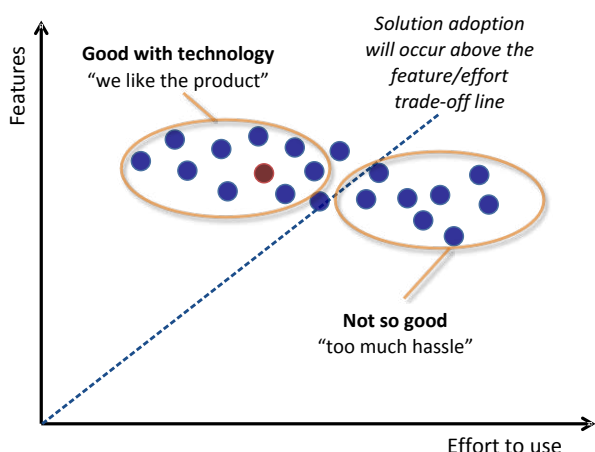 Features
Good with technology
“we like the product”
Solution adoption
will occur above the
feature/effort
trade-off line
Not so good
“too much hassle”
Effort to use